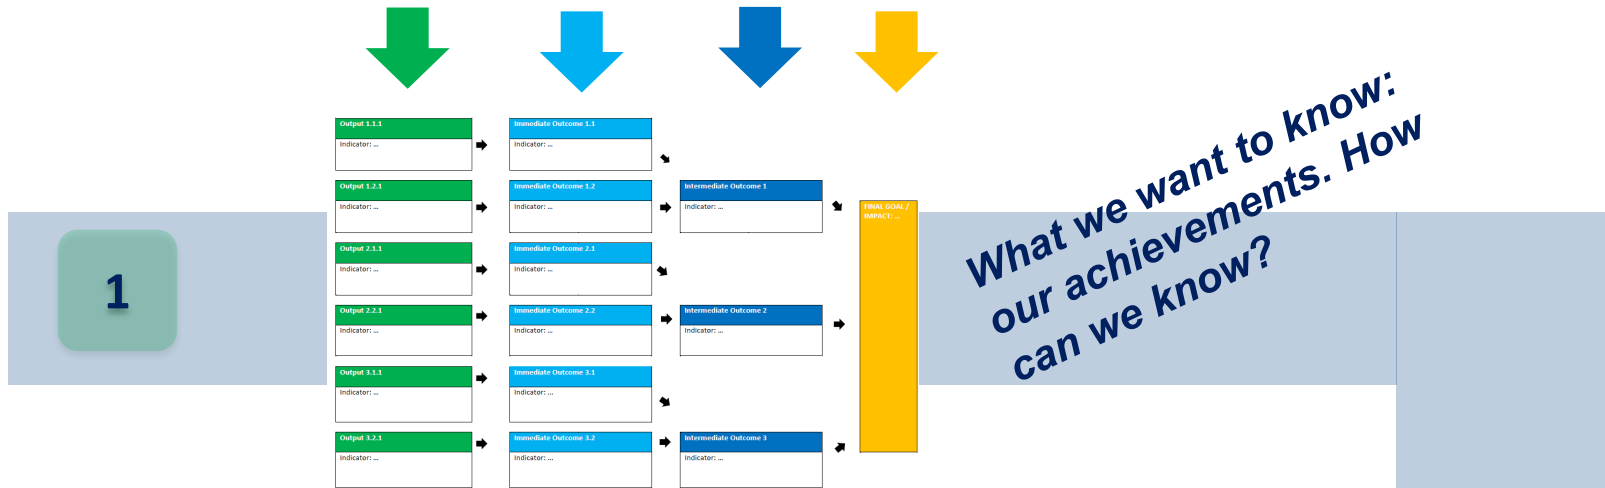 1
Output 1.1.1
Indicator: ...
Immediate Outcome 1.1
Indicator: ...
Output 1.2.1
Indicator: ...
Immediate Outcome 1.2
Indicator: ...
Intermediate Outcome 1
Indicator: ...
Output 2.1.1
Indicator: ...
Immediate Outcome 2.1
Indicator: ...
Output 2.2.1
Indicator: ...
Immediate Outcome 2.2
Indicator: ...
Intermediate Outcome 2
Indicator: ...
Output 3.1.1
Indicator: ...
Immediate Outcome 3.1
Indicator: ...
Output 3.2.1
Indicator: ...
Immediate Outcome 3.2
Indicator: ...
Intermediate Outcome 3
Indicator: ...
FINAL GOAL /
IMPACT: ...
What we want to know:
our achievements. How
can we know?